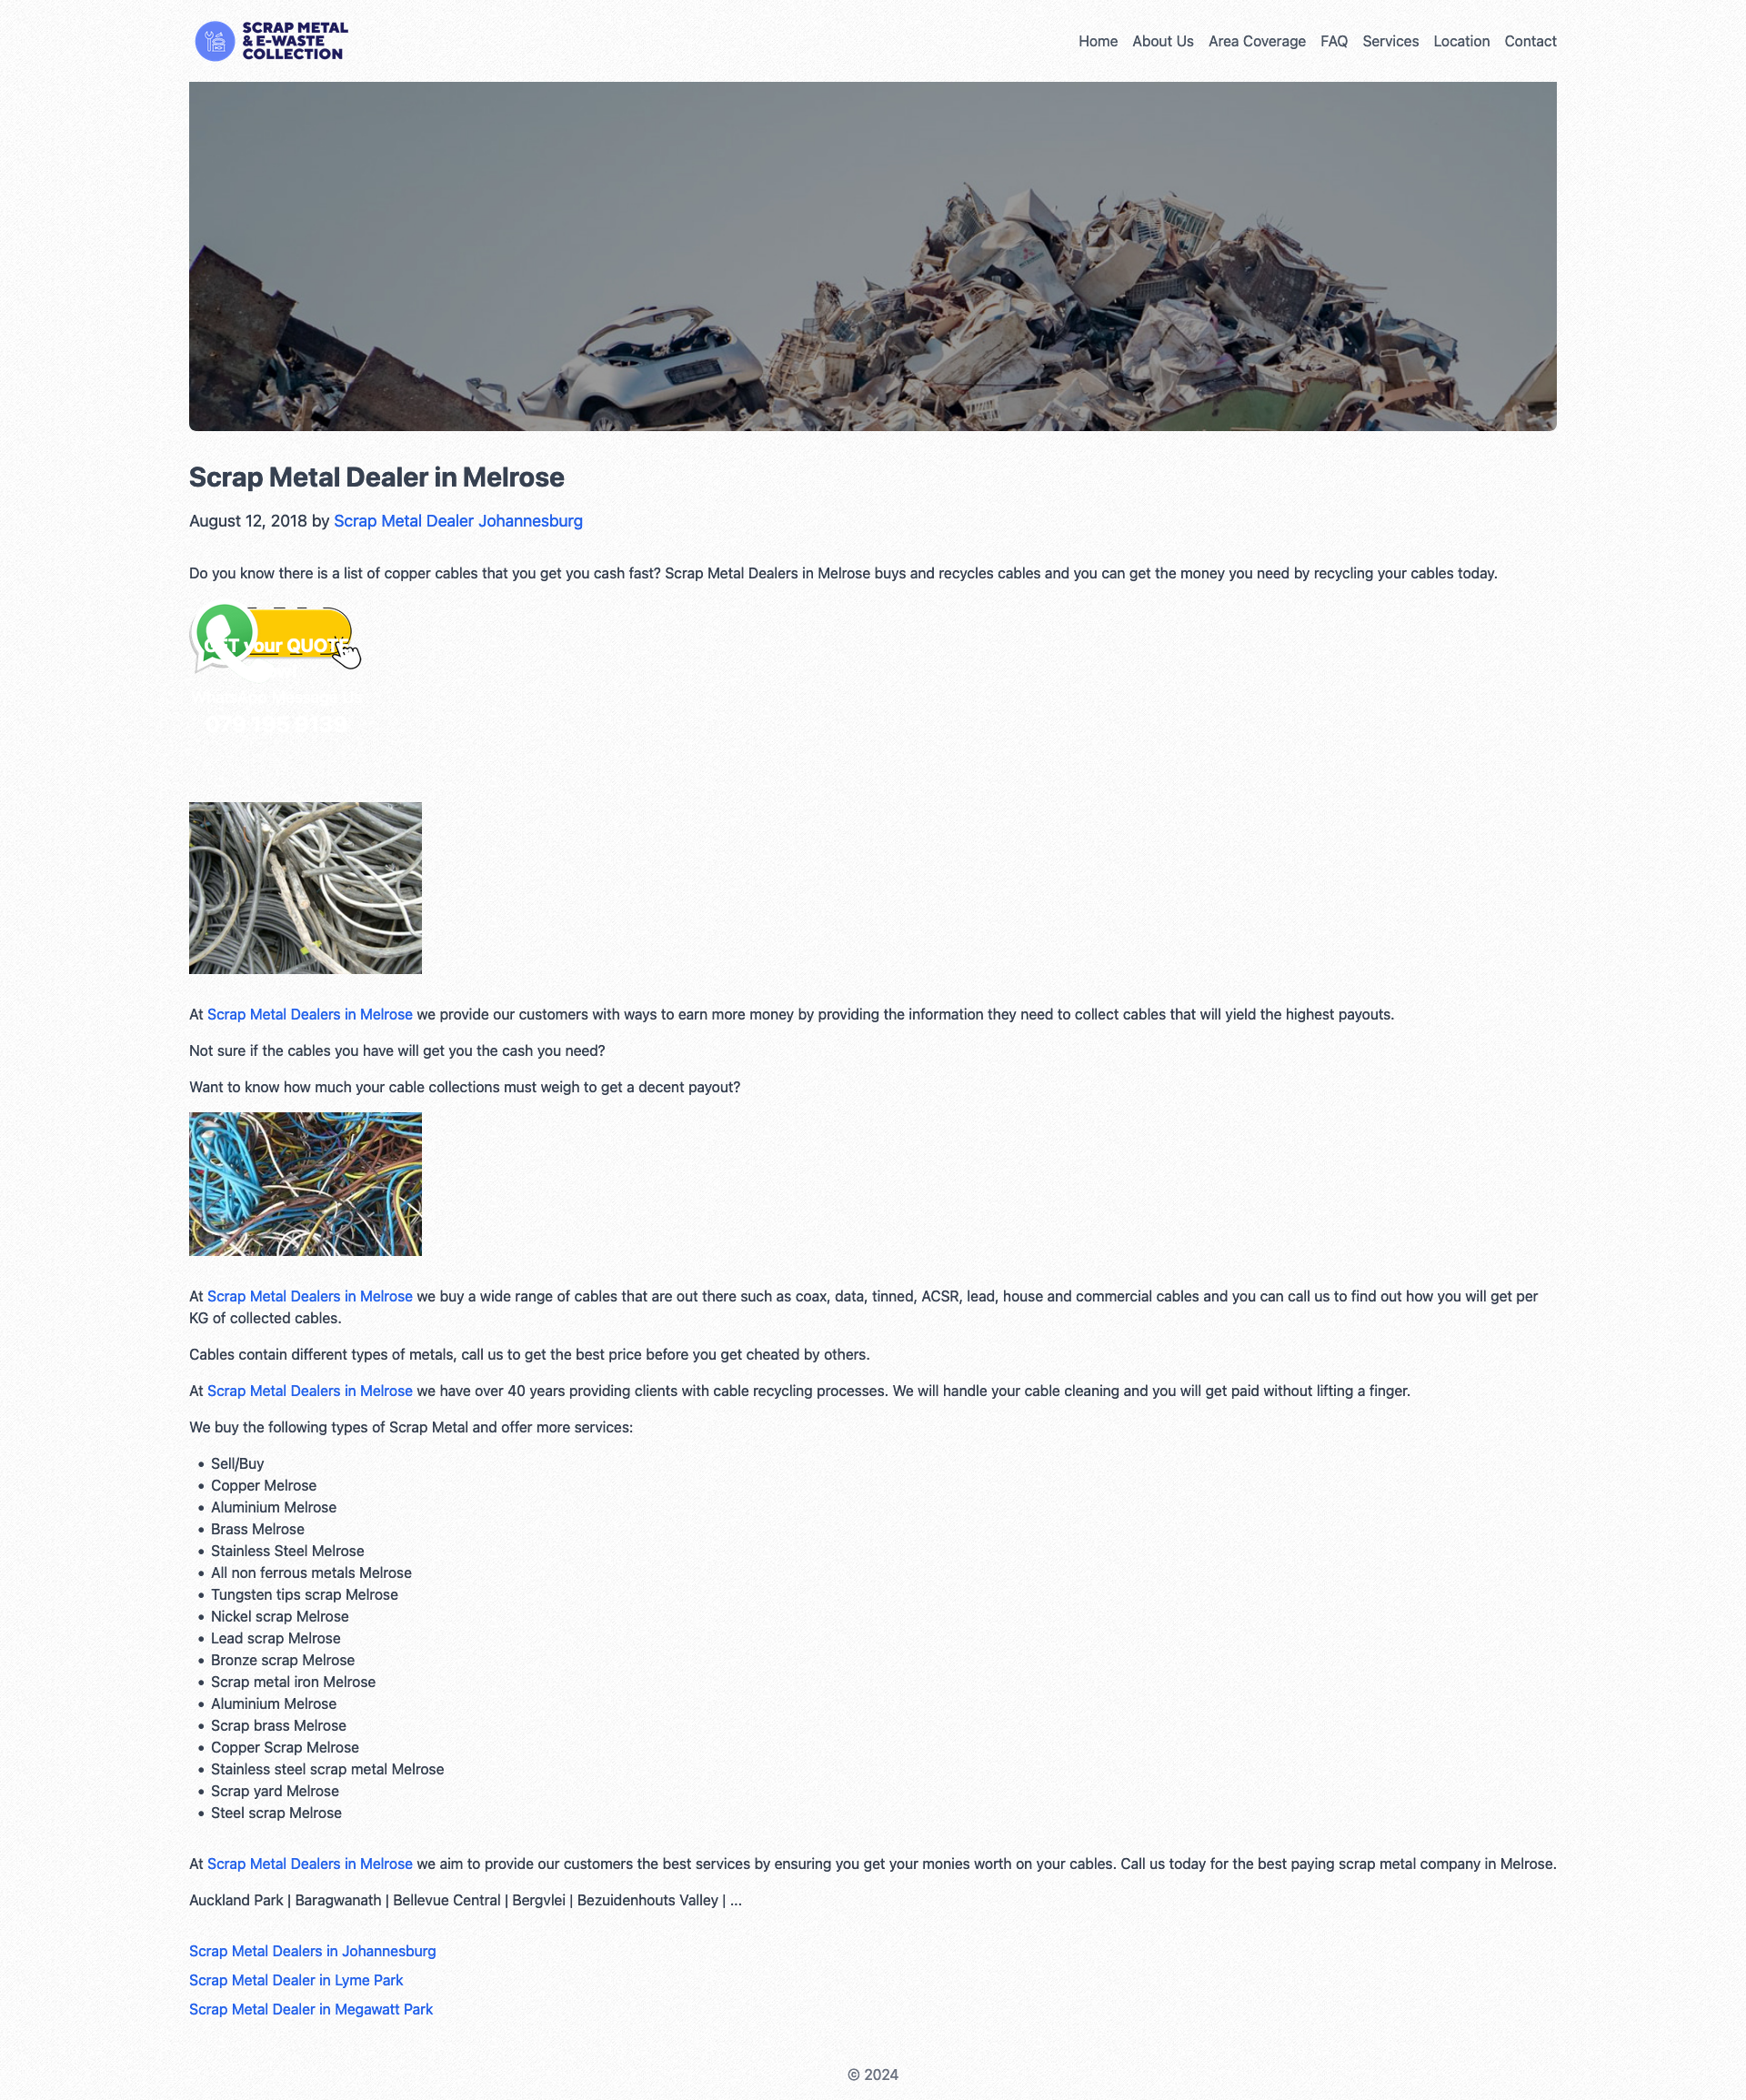 SCRAP METAL
& E-WASTE
COLLECTION
Home About Us Area Coverage FAQ Services Location Contact
Scrap Metal Dealer in Melrose
August 12, 2018 by Scrap Metal Dealer Johannesburg
Do you know there is a list of copper cables that you get you cash fast? Scrap Metal Dealers in Melrose buys and recycles cables and you can get the money you need by recycling your cables today.
GET your QUOTE
At Scrap Metal Dealers in Melrose we provide our customers with ways to earn more money by providing the information they need to collect cables that will yield the highest payouts.
Not sure if the cables you have will get you the cash you need?
Want to know how much your cable collections must weigh to get a decent payout?
At Scrap Metal Dealers in Melrose we buy a wide range of cables that are out there such as coax, data, tinned, ACSR, lead, house and commercial cables and you can call us to find out how you will get per
KG of collected cables.
Cables contain different types of metals, call us to get the best price before you get cheated by others.
At Scrap Metal Dealers in Melrose we have over 40 years providing clients with cable recycling processes. We will handle your cable cleaning and you will get paid without lifting a finger.
We buy the following types of Scrap Metal and offer more services:
• Sell/Buy
• Copper Melrose
• Aluminium Melrose
• Brass Melrose
• Stainless Steel Melrose
• All non ferrous metals Melrose
• Tungsten tips scrap Melrose
• Nickel scrap Melrose
• Lead scrap Melrose
• Bronze scrap Melrose
• Scrap metal iron Melrose
• Aluminium Melrose
• Scrap brass Melrose
• Copper Scrap Melrose
• Stainless steel scrap metal Melrose
• Scrap yard Melrose
• Steel scrap Melrose
At Scrap Metal Dealers in Melrose we aim to provide our customers the best services by ensuring you get your monies worth on your cables. Call us today for the best paying scrap metal company in Melrose.
Auckland Park | Baragwanath | Bellevue Central | Bergvlei | Bezuidenhouts Valley | ...
Scrap Metal Dealers in Johannesburg
Scrap Metal Dealer in Lyme Park
Scrap Metal Dealer in Megawatt Park
© 2024